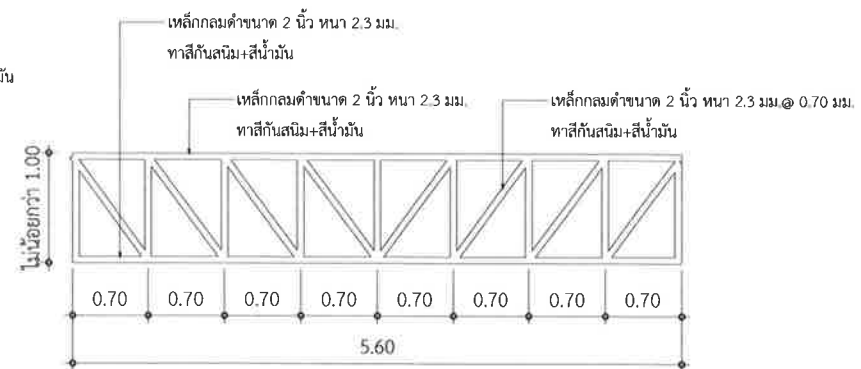 เหล็กกลมดำขนาด 2 นิ้ว หนา 2.3 มม.
ทาสีกันสนิม+สีน้ำมัน
มัน
เหล็กกลมดำขนาด 2 นิ้ว หนา 2.3 มม.
ทาสีกันสนิม+สีน้ำมัน
เหล็กกลมดำขนาด 2 นิ้ว หนา 2.3 มม.@ 0.70 มม.
ทาสีกันสนิม+สีน้ำมัน
ไม่น้อยกว่า 1.00
0.70 0.70 0.70 0.70 0.70 0.70 0.70 0.70
5.60